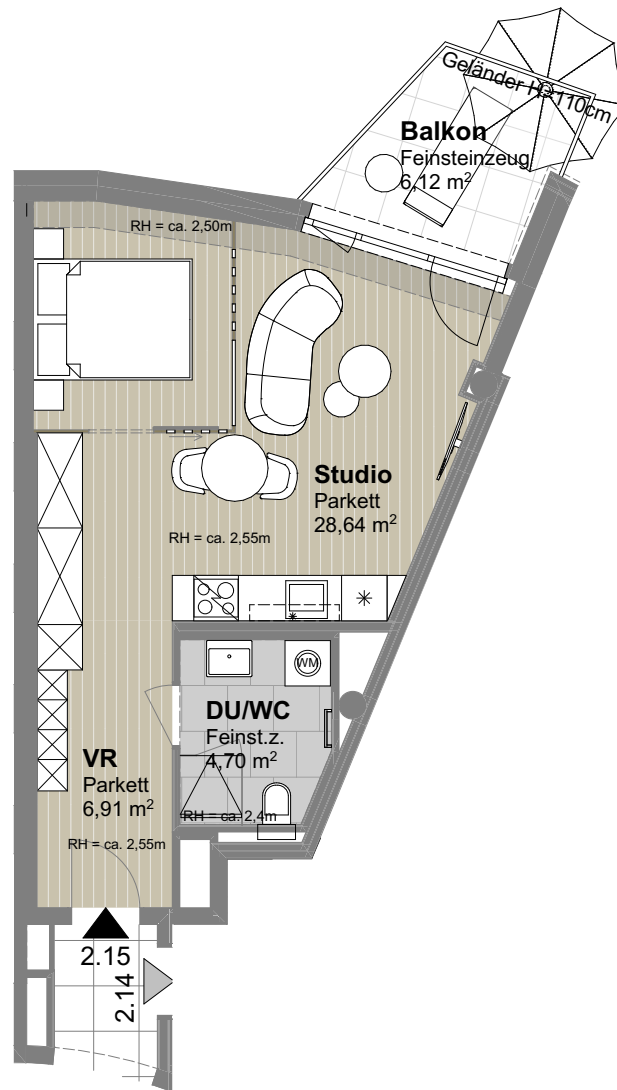 Geländer H=110cm
Balkon
Feinsteinzeug
6,12 m²
RH = ca. 2,50m
Studio
Parkett
28,64 m²
RH = ca. 2,55m
WM
DU/WC
Feinst.z.
4,70 m²
RH = ca. 2,4m
VR
Parkett
6,91 m²
RH = ca. 2,55m
2.15
2.14